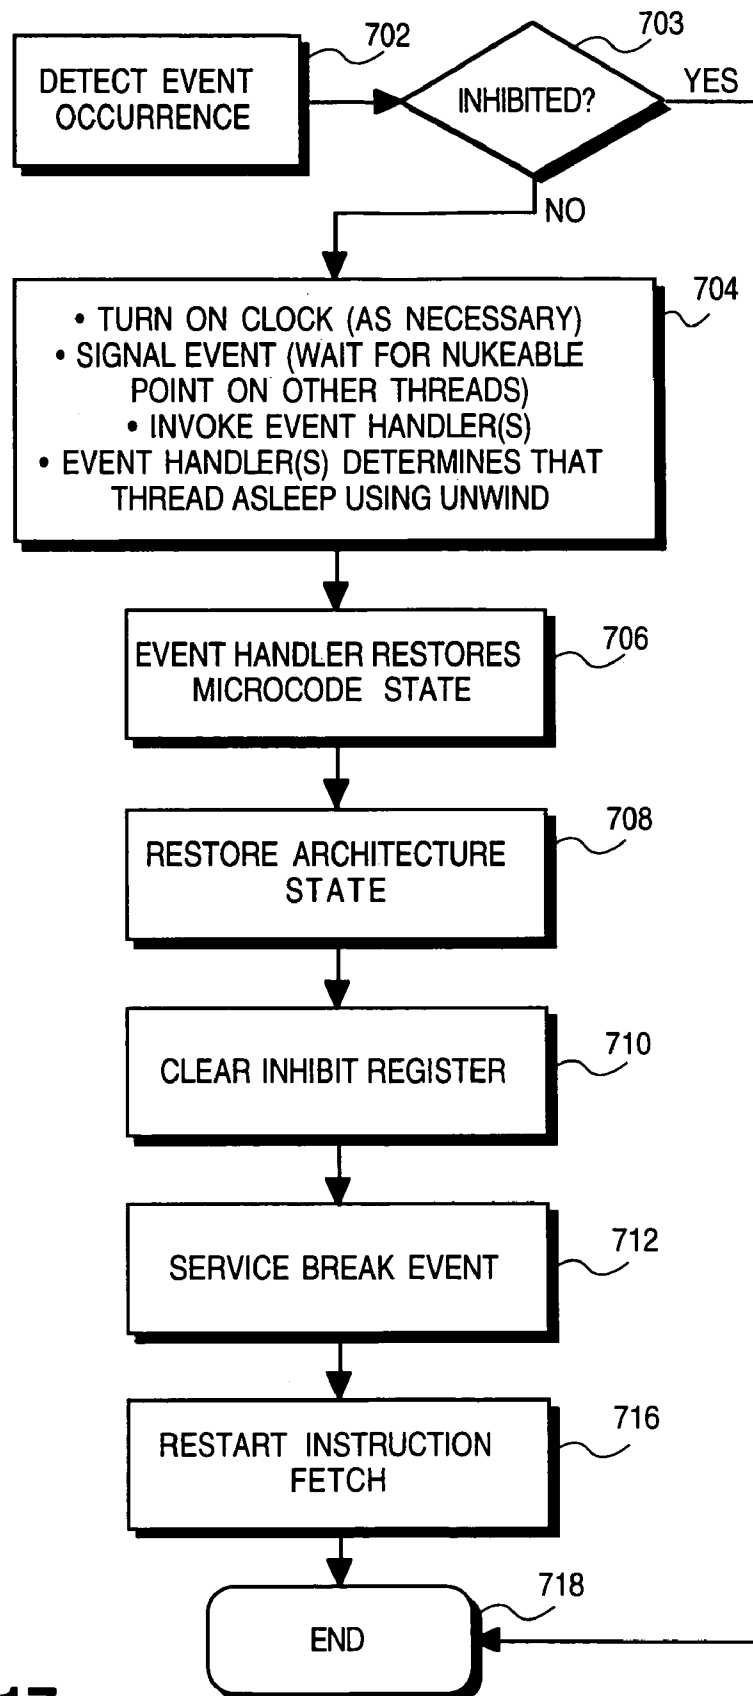 702
703
DETECT EVENT
OCCURRENCE
INHIBITED?
YES
NO
704
• TURN ON CLOCK (AS NECESSARY)
• SIGNAL EVENT (WAIT FOR NUKEABLE
POINT ON OTHER THREADS)
• INVOKE EVENT HANDLER(S)
• EVENT HANDLER(S) DETERMINES THAT
THREAD ASLEEP USING UNWIND
706
EVENT HANDLER RESTORES
MICROCODE STATE
708
RESTORE ARCHITECTURE
STATE
710
CLEAR INHIBIT REGISTER
712
SERVICE BREAK EVENT
716
RESTART INSTRUCTION
FETCH
718
END